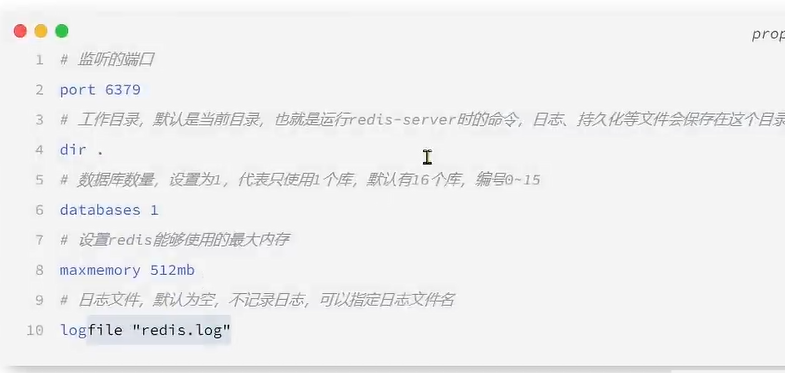 prop
1 # 监听的端口
2 port 6379
3 # 工作目录，默认是当前目录，也就是运行redis-server时的命令，日志、持久化等文件会保存在这个目录
4 dir .
5 # 数据库数量，设置为1，代表只使用1个库，默认有16个库，编号0~15
6 databases 1
7 # 设置redis能够使用的最大内存
8 maxmemory 512mb
9 # 日志文件，默认为空，不记录日志，可以指定日志文件名
10 logfile "redis.log"